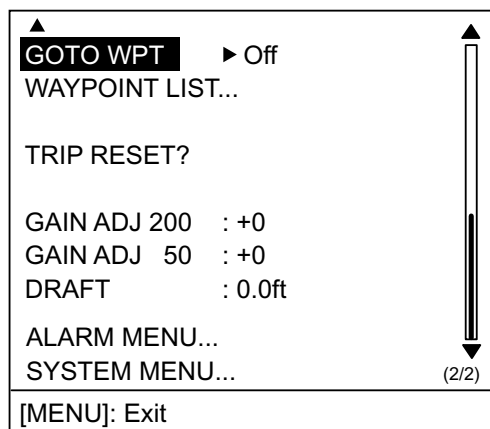 ▲
GOTO WPT ▶ Off
WAYPOINT LIST...
TRIP RESET?
GAIN ADJ 200 : +0
GAIN ADJ 50 : +0
DRAFT : 0.0ft
ALARM MENU...
SYSTEM MENU...
(2/2)
[MENU]: Exit